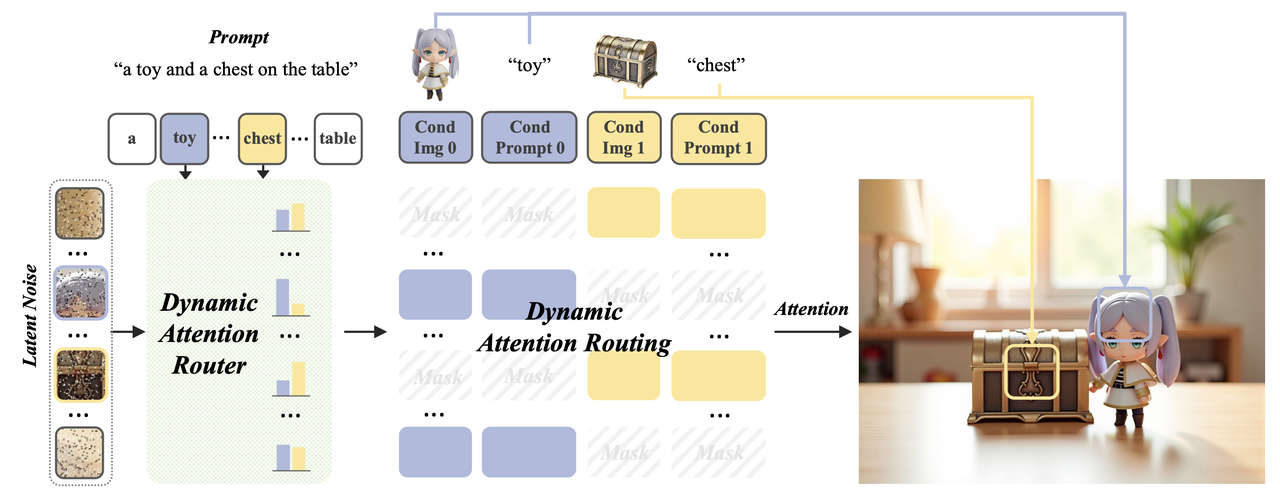 Prompt
“a toy and a chest on the table”
“toy”
“chest”
a
toy
...
chest
...
table
Cond
Img 0
Cond
Prompt 0
Cond
Img 1
Cond
Prompt 1
Latent Noise
...
...
...
Dynamic
Attention
Router
...
...
...
Mask
Mask
...
...
Mask
Mask
Dynamic
Attention Routing
...
...
Mask
Mask
...
...
Mask
Mask
Attention